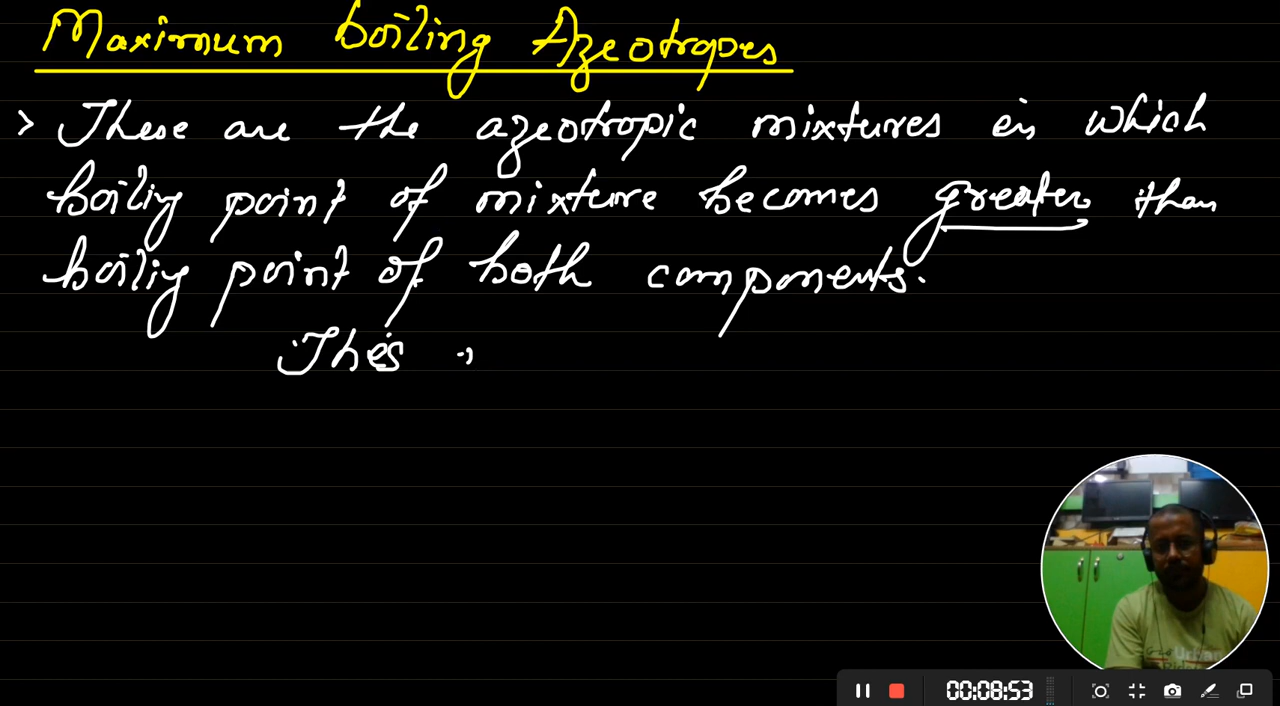 Maximum boiling Azeotropes
> These are the azeotropic mixtures in which
boiling point of mixture becomes greater than
boiling point of both components.
This
00:08:53